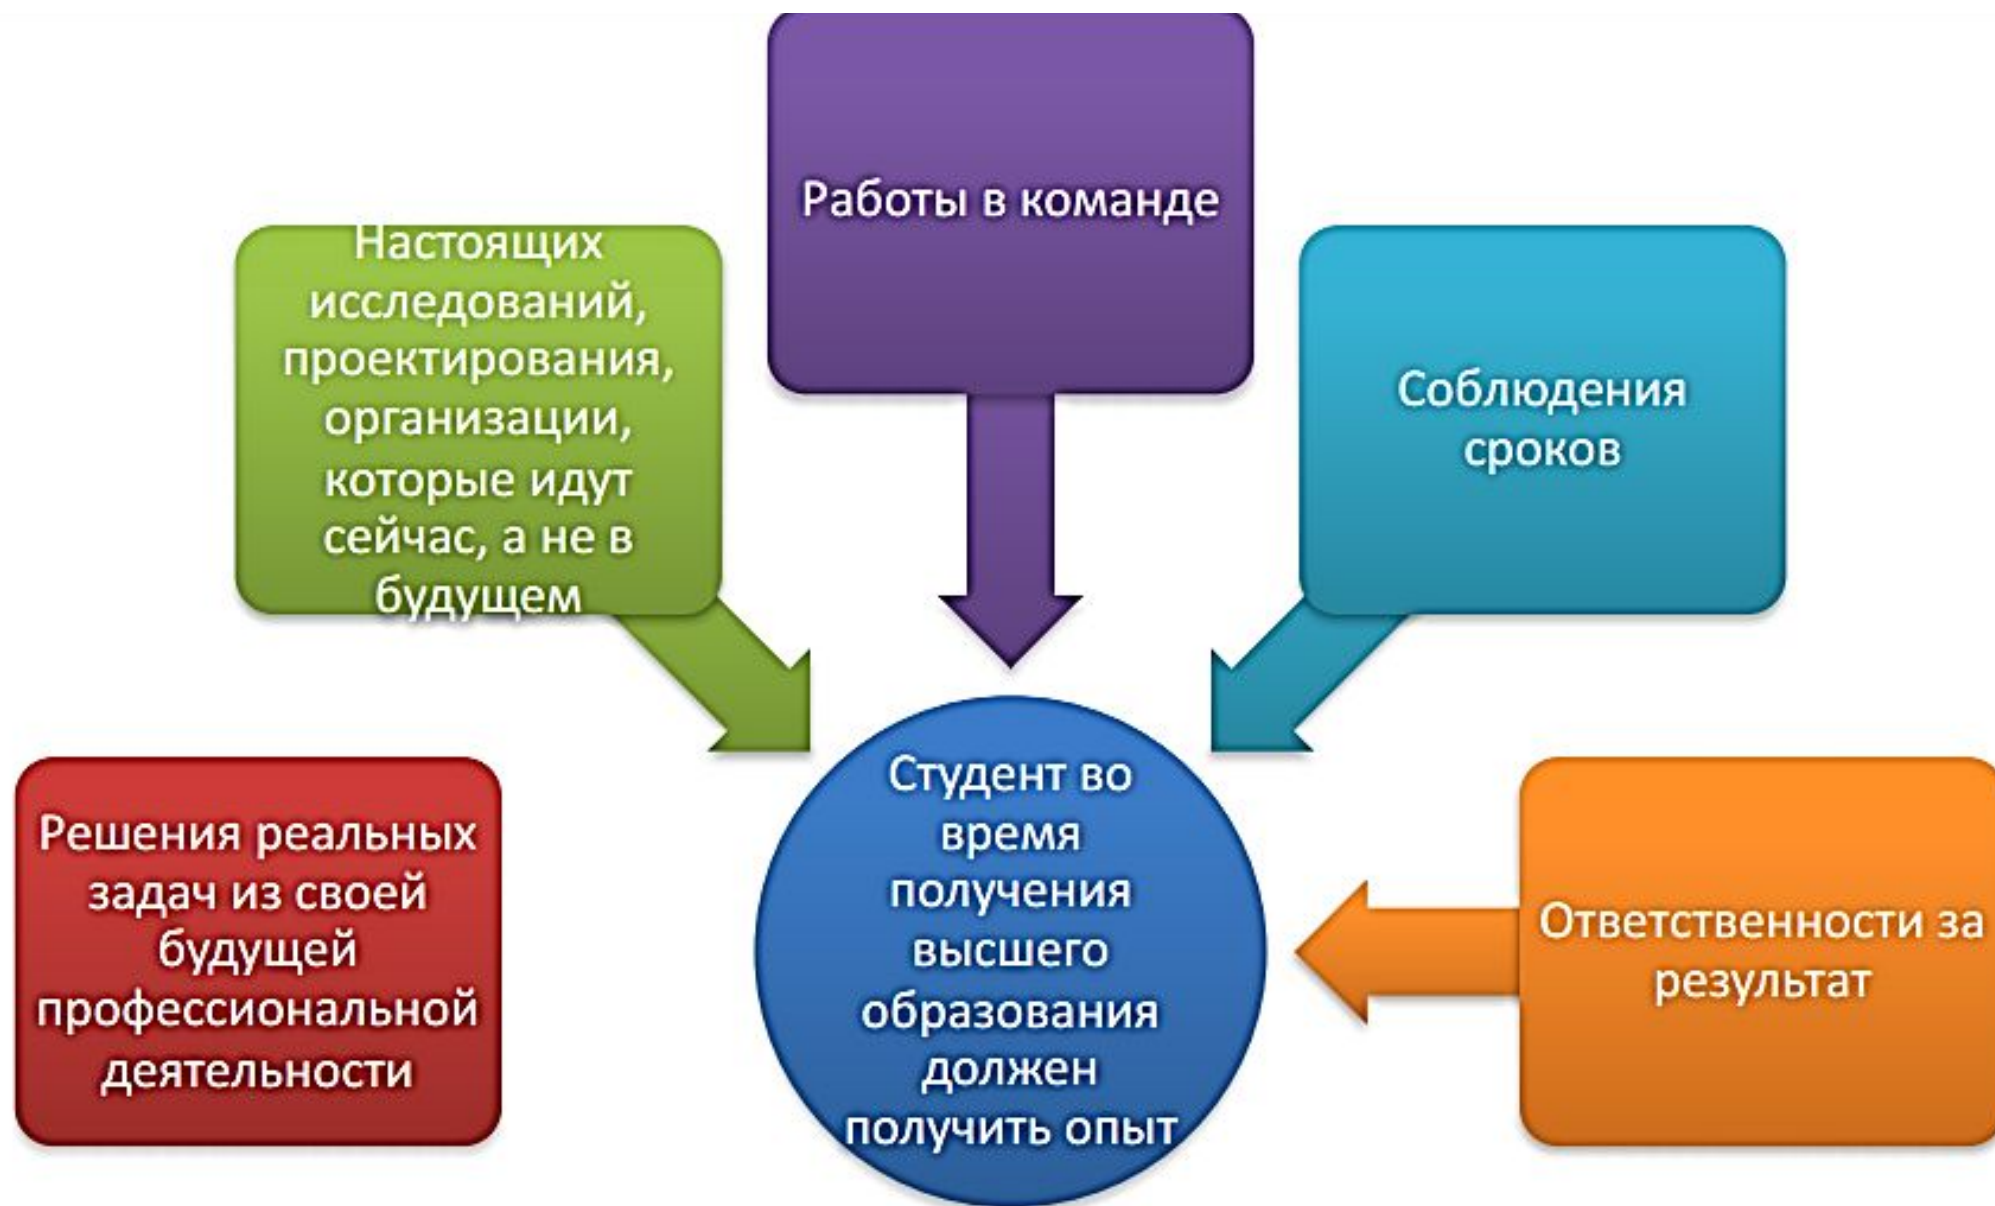 Работы в команде
Настоящих
исследований,
проектирования,
организации,
которые идут
сейчас, а не в
будущем
Соблюдения
сроков
Решения реальных
задач из своей
будущей
профессиональной
деятельности
Студент во
время
получения
высшего
образования
должен
получить опыт
Ответственности за
результат